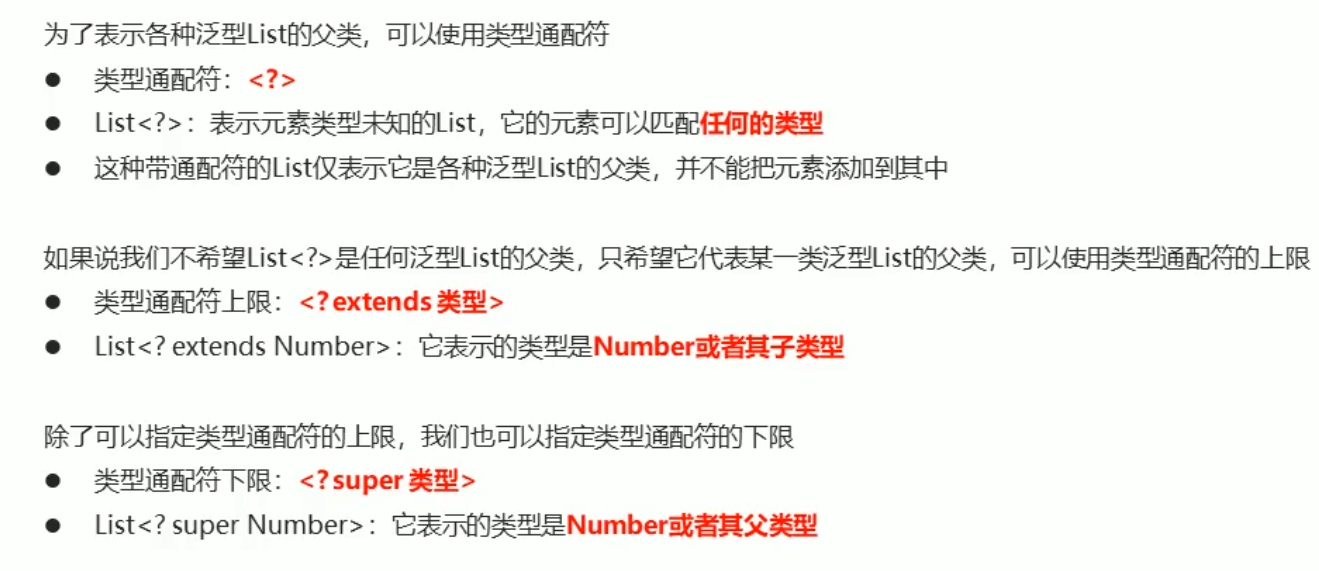 为了表示各种泛型List的父类，可以使用类型通配符
● 类型通配符：<?>
● List<?>：表示元素类型未知的List，它的元素可以匹配任何的类型
● 这种带通配符的List仅表示它是各种泛型List的父类，并不能把元素添加到其中
如果说我们不希望List<?>是任何泛型List的父类，只希望它代表某一类泛型List的父类，可以使用类型通配符的上限
● 类型通配符上限：<? extends 类型>
● List<? extends Number>：它表示的类型是Number或者其子类型
除了可以指定类型通配符的上限，我们也可以指定类型通配符的下限
● 类型通配符下限：<? super 类型>
● List<? super Number>：它表示的类型是Number或者其父类型